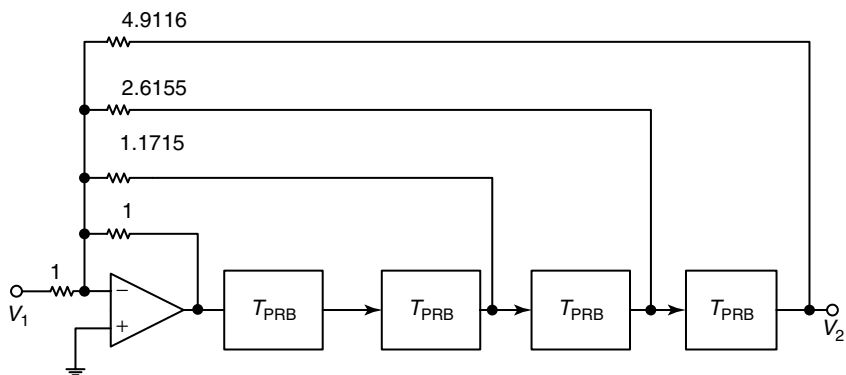 4.9116
2.6155
1.1715
1
1
V1
−
+
TPRB
TPRB
TPRB
TPRB
V2